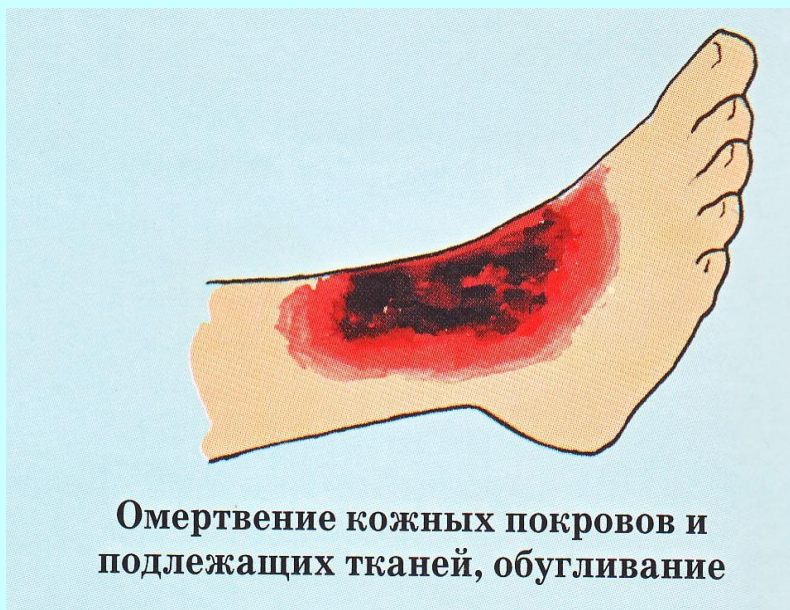 Омертвение кожных покровов и
подлежащих тканей, обугливание